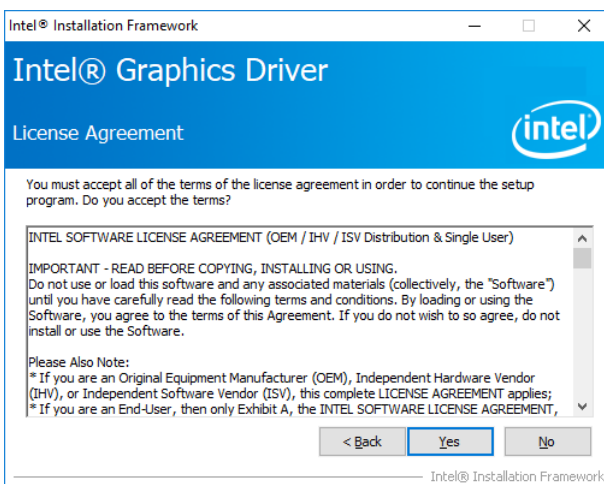 Intel® Installation Framework
Intel® Graphics Driver
License Agreement
intel®
You must accept all of the terms of the license agreement in order to continue the setup
program. Do you accept the terms?
INTEL SOFTWARE LICENSE AGREEMENT (OEM / IHV / ISV Distribution & Single User)
IMPORTANT - READ BEFORE COPYING, INSTALLING OR USING.
Do not use or load this software and any associated materials (collectively, the "Software")
until you have carefully read the following terms and conditions. By loading or using the
Software, you agree to the terms of this Agreement. If you do not wish to so agree, do not
install or use the Software.
Please Also Note:
* If you are an Original Equipment Manufacturer (OEM), Independent Hardware Vendor
(IHV), or Independent Software Vendor (ISV), this complete LICENSE AGREEMENT applies;
* If you are an End-User, then only Exhibit A, the INTEL SOFTWARE LICENSE AGREEMENT,
< Back Yes No
Intel® Installation Framework